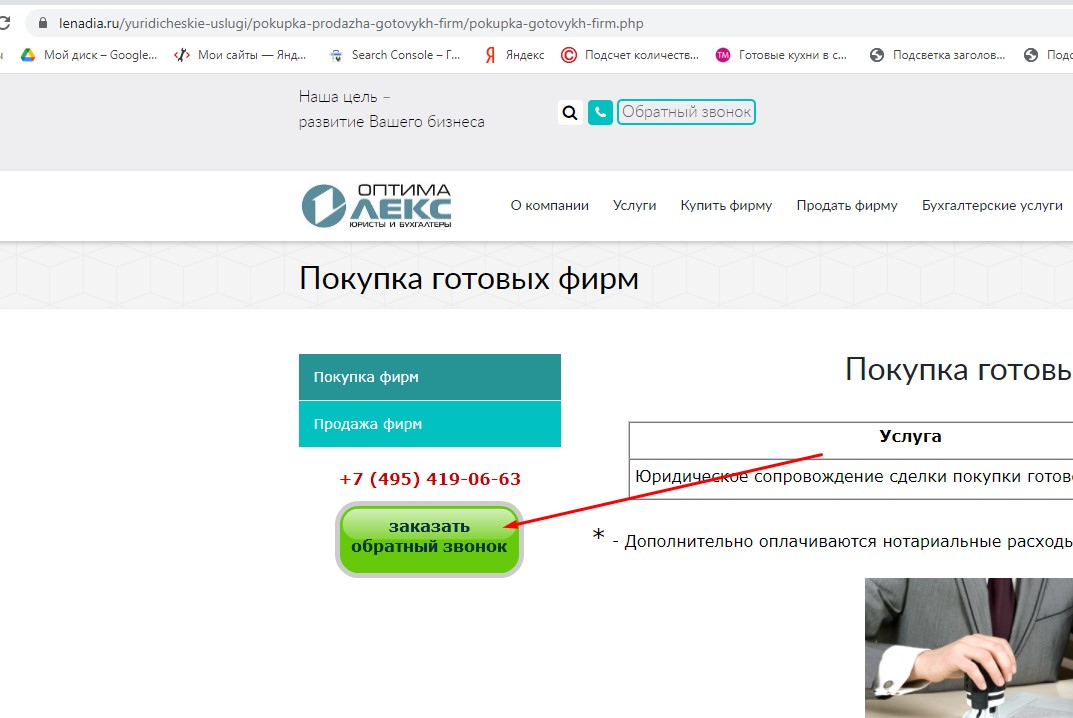 lenadia.ru/yuridicheskie-uslugi/pokupka-prodazha-gotovykh-firm/pokupka-gotovykh-firm.php
Мой диск – Google... Мои сайты — Янд... Search Console – Г... Яндекс Подсчет количеств... Готовые кухни в с... Подсветка заголов...
Наша цель –
развитие Вашего бизнеса
Обратный звонок
ОПТИМА
ЛЕКС
ЮРИСТЫ И БУХГАЛТЕРЫ
О компании Услуги Купить фирму Продать фирму Бухгалтерские услуги
Покупка готовых фирм
Покупка фирм
Продажа фирм
+7 (495) 419-06-63
заказать
обратный звонок
Покупка готовы
Услуга
Юридическое сопровождение сделки покупки готов
* - Дополнительно оплачиваются нотариальные расходы